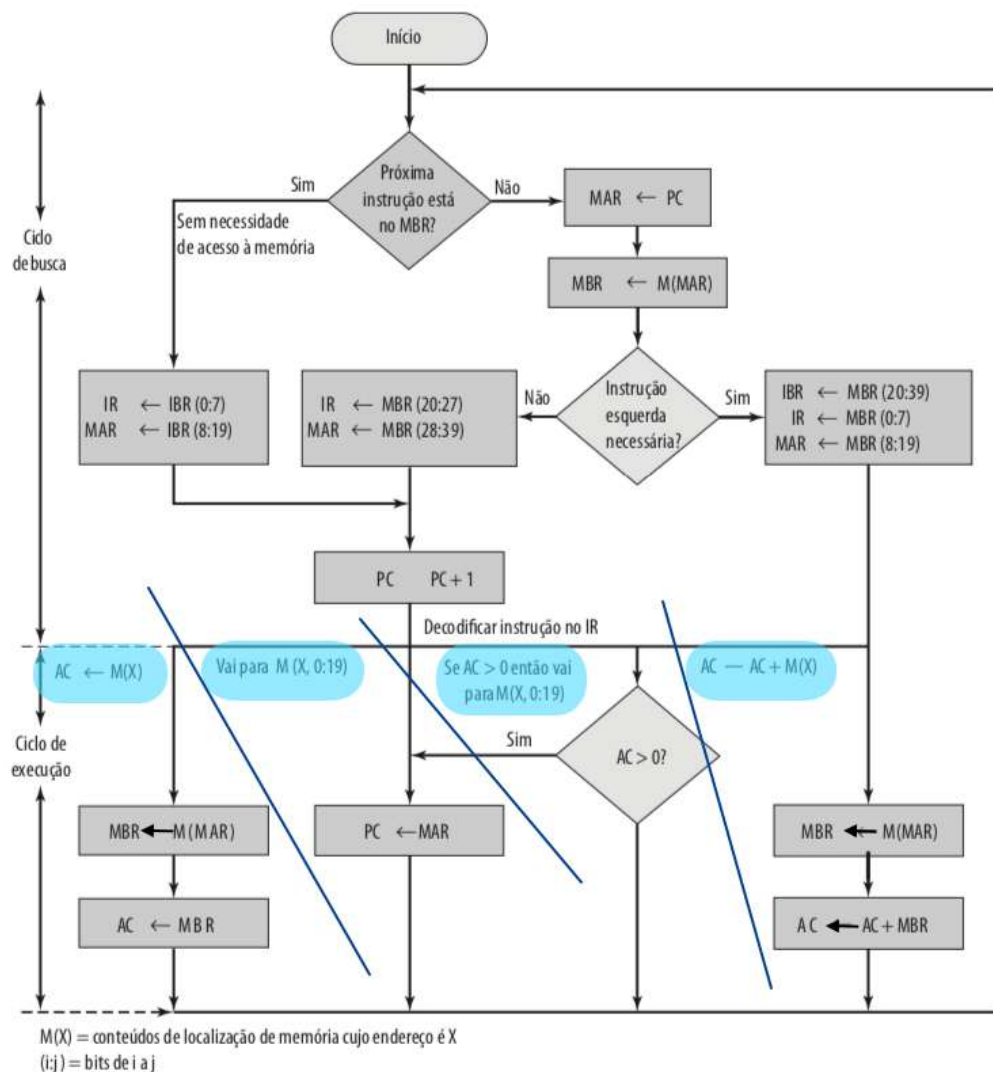 Início
Próxima
instrução está
no MBR?
Sim
Não
Sem necessidade
de acesso à memória
MAR ← PC
MBR ← M(MAR)
Ciclo
de busca
Instrução
esquerda
necessária?
Não
Sim
IR ← IBR (0:7)
MAR ← IBR (8:19)
IR ← MBR (20:27)
MAR ← MBR (28:39)
IBR ← MBR (20:39)
IR ← MBR (0:7)
MAR ← MBR (8:19)
PC PC + 1
Decodificar instrução no IR
AC ← M(X)
Vai para M (X, 0:19)
Se AC > 0 então vai
para M(X, 0:19)
AC — AC + M(X)
Ciclo de
execução
Sim
AC > 0?
MBR ← M(MAR)
AC ← MBR
PC ← MAR
MBR ← M(MAR)
AC ← AC + MBR
M(X) = conteúdos de localização de memória cujo endereço é X
(i:j) = bits de i a j